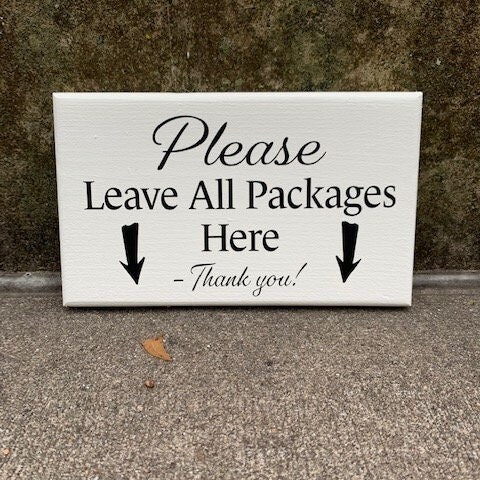 Please
Leave All Packages
Here
- Thank you!